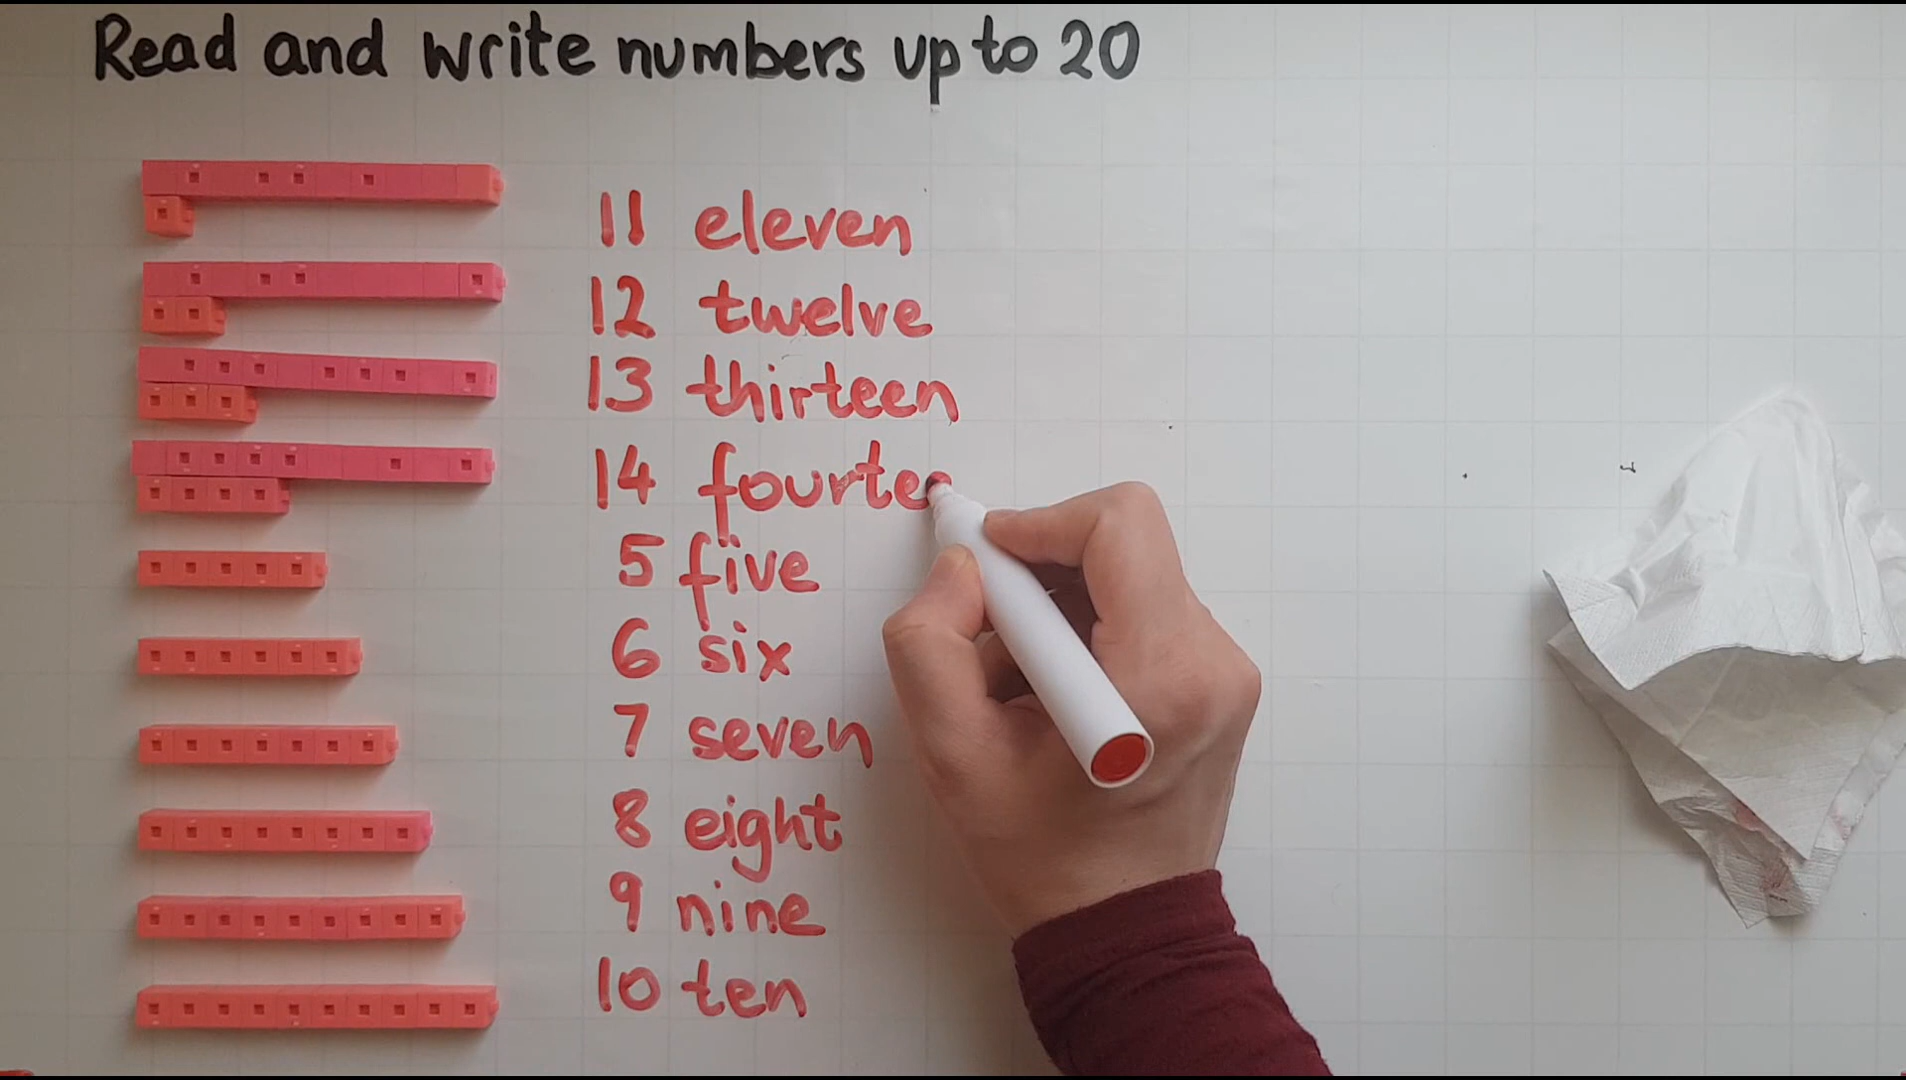 Read and write numbers up to 20
11 eleven
12 twelve
13 thirteen
14 fourtee
5 five
6 six
7 seven
8 eight
9 nine
10 ten